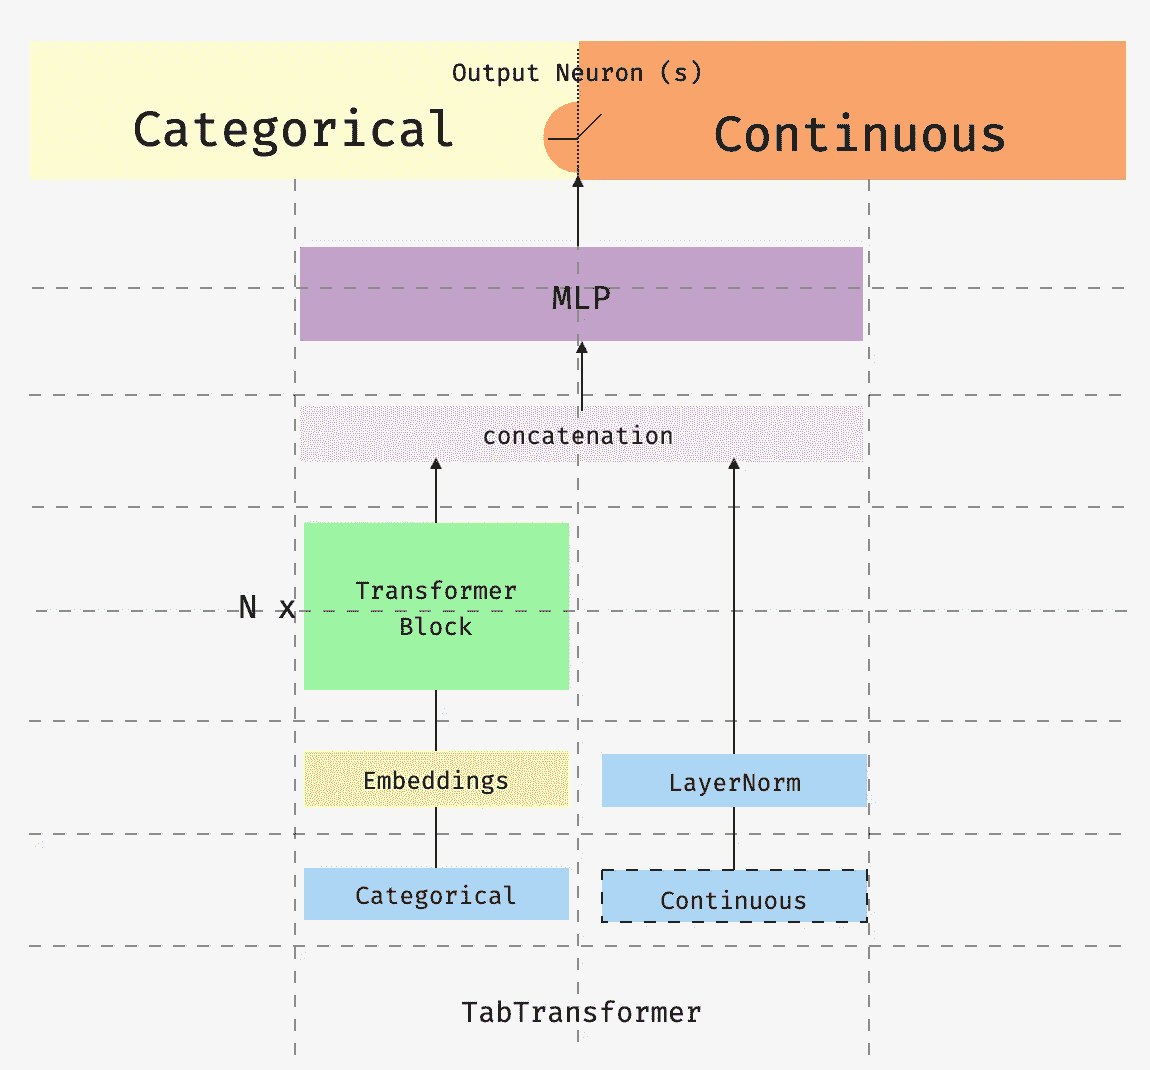 Output Neuron (s)
Categorical
Continuous
MLP
concatenation
Transformer
N x
Block
Embeddings
LayerNorm
Categorical
Continuous
TabTransformer